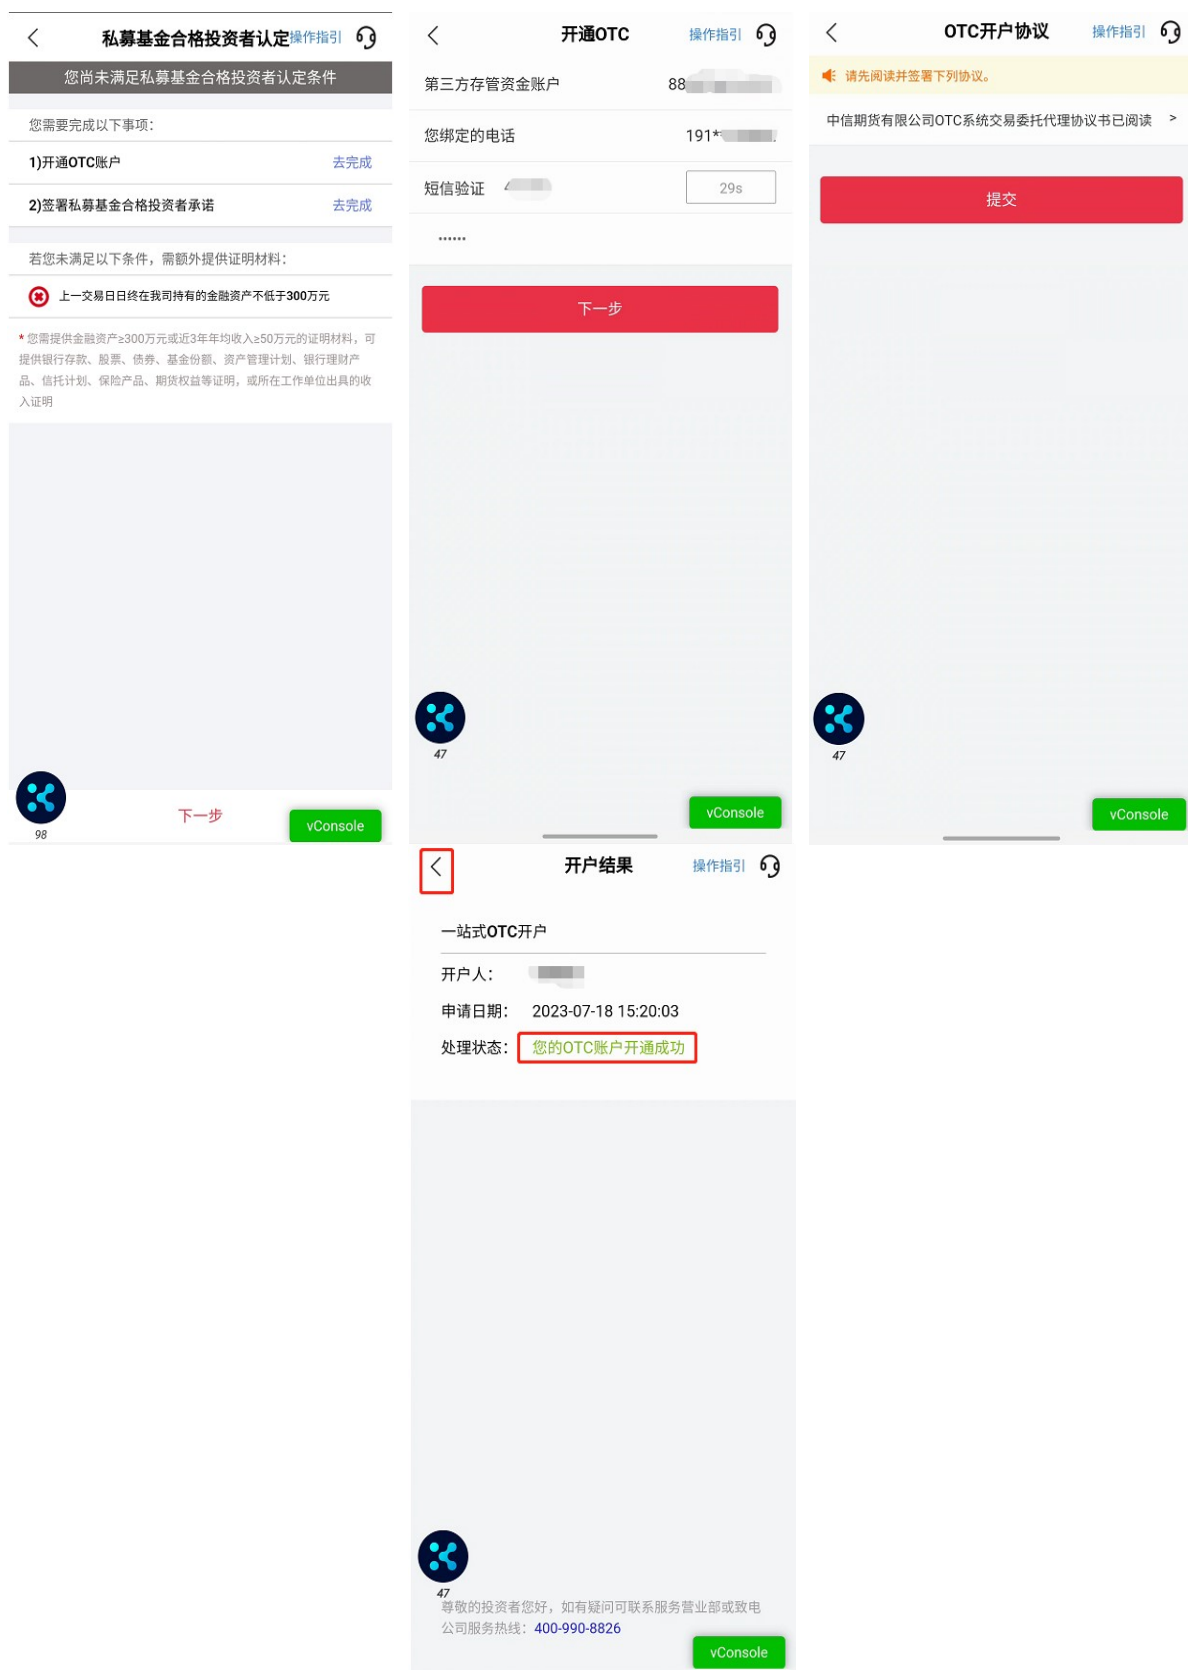 私募基金合格投资者认定操作指引
您尚未满足私募基金合格投资者认定条件
您需要完成以下事项：
1)开通OTC账户 去完成
2)签署私募基金合格投资者承诺 去完成
若您未满足以下条件，需额外提供证明材料：
上一交易日日终在我司持有的金融资产不低于300万元
* 您需提供金融资产≥300万元或近3年年均收入≥50万元的证明材料，可
提供银行存款、股票、债券、基金份额、资产管理计划、银行理财产
品、信托计划、保险产品、期货权益等证明，或所在工作单位出具的收
入证明
98
下一步
vConsole
开通OTC 操作指引
第三方存管资金账户 88
您绑定的电话 191*
短信验证 29s
······
下一步
47
vConsole
OTC开户协议 操作指引
请先阅读并签署下列协议。
中信期货有限公司OTC系统交易委托代理协议书已阅读 >
提交
47
vConsole
开户结果 操作指引
一站式OTC开户
开户人：
申请日期： 2023-07-18 15:20:03
处理状态： 您的OTC账户开通成功
47
尊敬的投资者您好，如有疑问可联系服务营业部或致电
公司服务热线：400-990-8826
vConsole